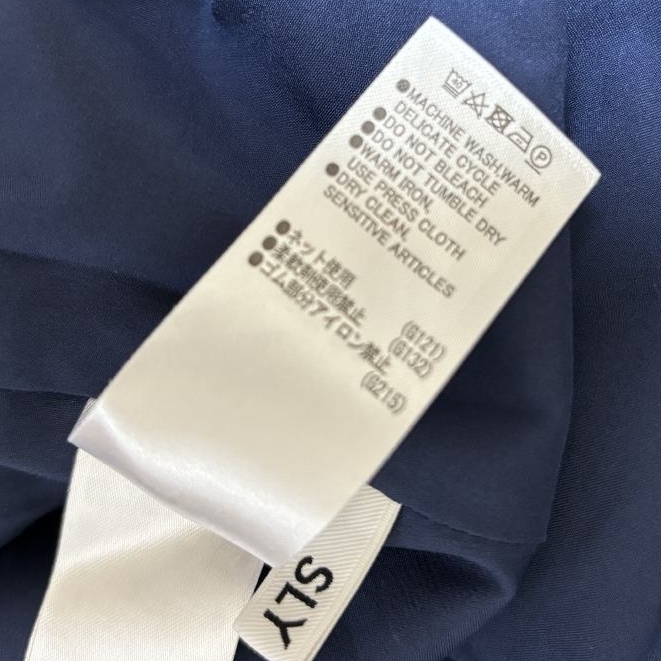 ●MACHINE WASH,WARM
DELICATE CYCLE
●DO NOT BLEACH
●DO NOT TUMBLE DRY
●WARM IRON,
USE PRESS CLOTH
●DRY CLEAN,
SENSITIVE ARTICLES
●ネット使用 (G121)
●柔軟剤使用禁止 (G132)
●ゴム部分アイロン禁止
(G215)
SLY